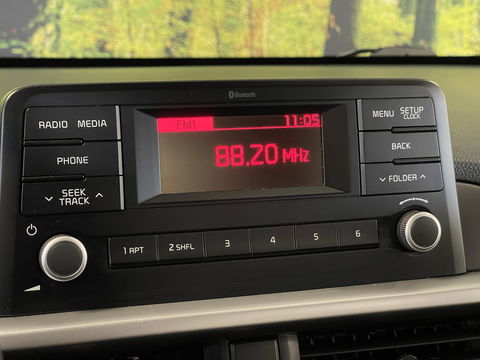 Bluetooth
RADIO MEDIA
PHONE
SEEK
TRACK
FM1 11:05
88.20 MHz
MENU SETUP
CLOCK
BACK
FOLDER
1 RPT 2 SHFL 3 4 5 6